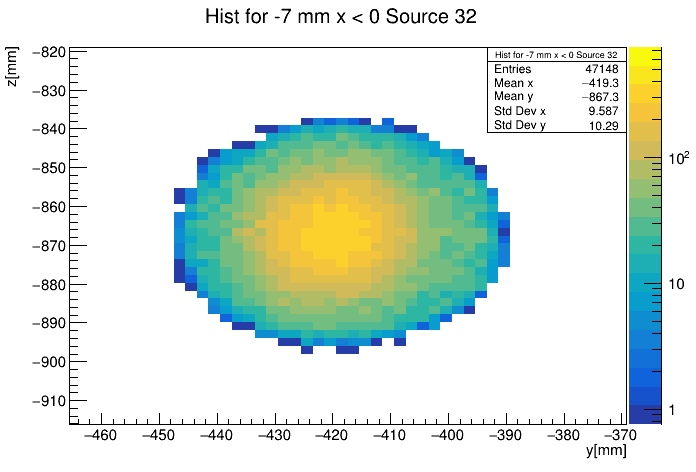 Hist for -7 mm x < 0 Source 32
z[mm]
−820
−830
−840
−850
−860
−870
−880
−890
−900
−910
Hist for -7 mm x < 0 Source 32
Entries 47148
Mean x −419.3
Mean y −867.3
Std Dev x 9.587
Std Dev y 10.29
10²
10
1
−460 −450 −440 −430 −420 −410 −400 −390 −380 −370
y[mm]